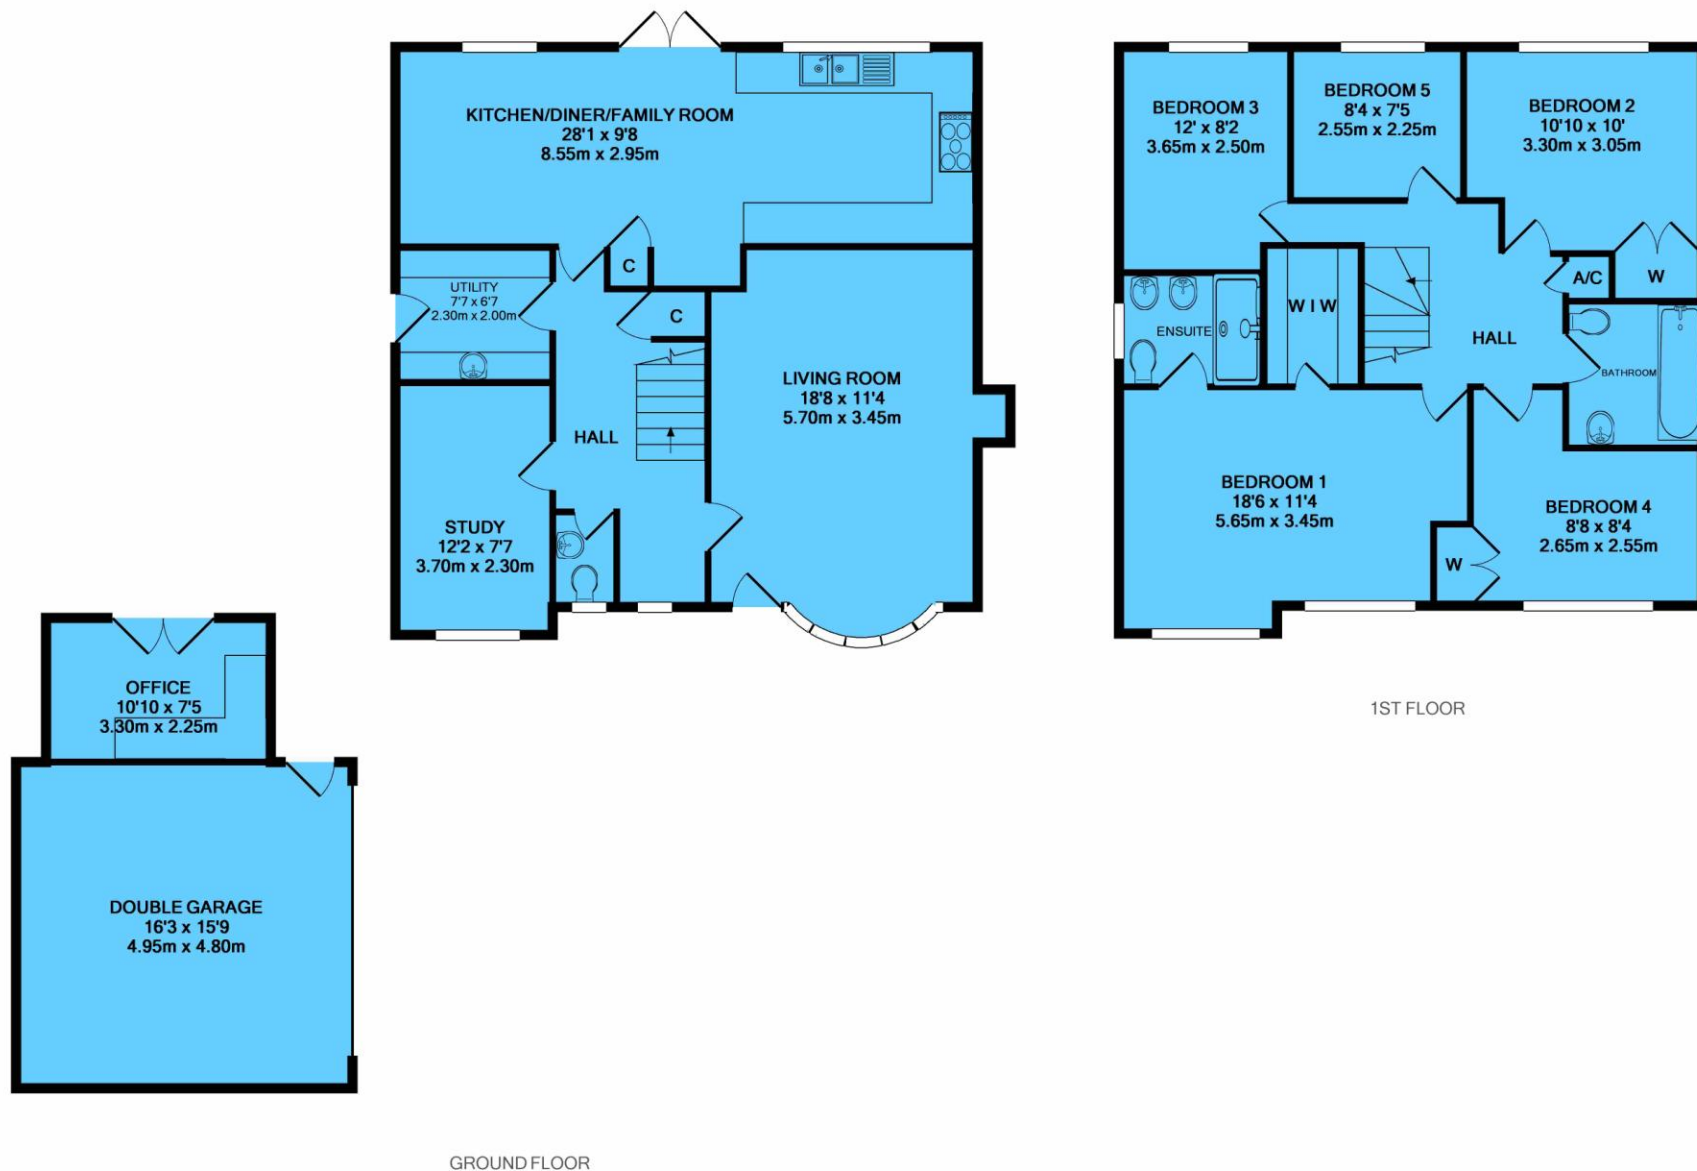 KITCHEN/DINER/FAMILY ROOM
28'1 x 9'8
8.55m x 2.95m
C
UTILITY
7'7 x 6'7
2.30m x 2.00m
C
LIVING ROOM
18'8 x 11'4
5.70m x 3.45m
HALL
STUDY
12'2 x 7'7
3.70m x 2.30m
OFFICE
10'10 x 7'5
3.30m x 2.25m
DOUBLE GARAGE
16'3 x 15'9
4.95m x 4.80m
GROUND FLOOR
BEDROOM 3
12' x 8'2
3.65m x 2.50m
BEDROOM 5
8'4 x 7'5
2.55m x 2.25m
BEDROOM 2
10'10 x 10'
3.30m x 3.05m
A/C
W
W I W
ENSUITE
HALL
BATHROOM
BEDROOM 1
18'6 x 11'4
5.65m x 3.45m
BEDROOM 4
8'8 x 8'4
2.65m x 2.55m
W
1ST FLOOR